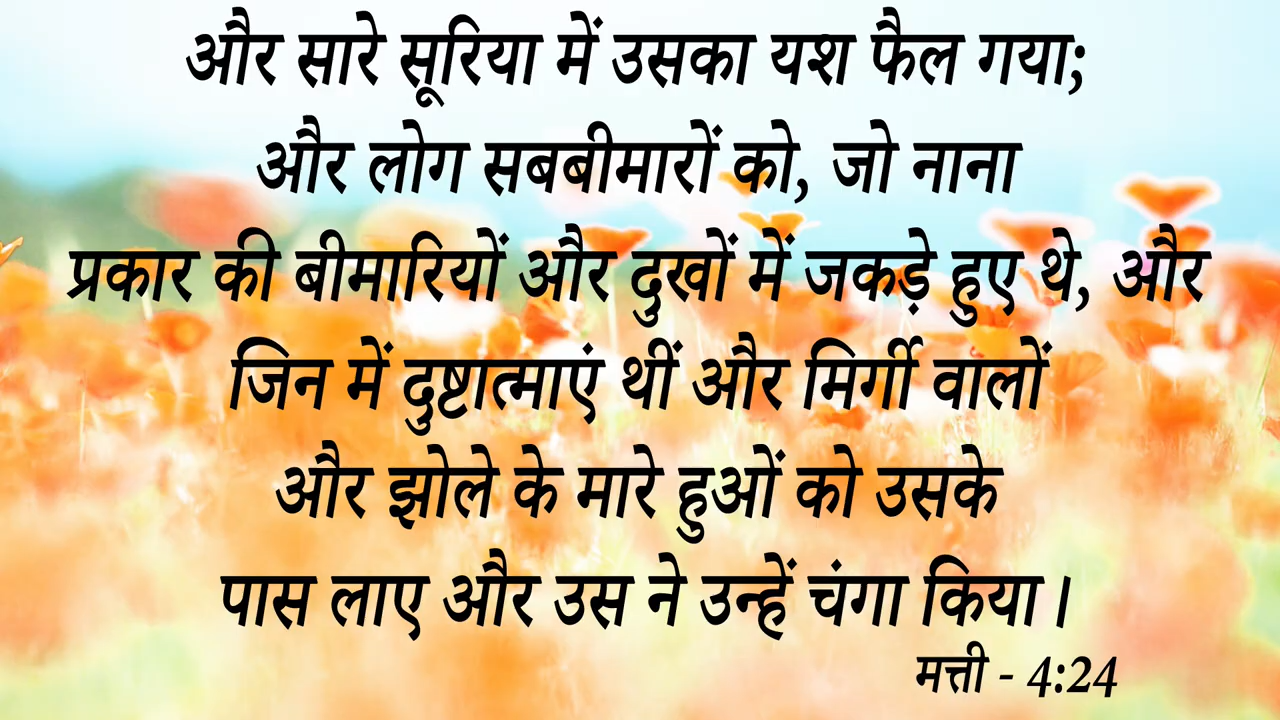 और सारे सूरिया में उसका यश फैल गया;
और लोग सबबीमारों को, जो नाना
प्रकार की बीमारियों और दुखों में जकड़े हुए थे, और
जिन में दुष्टात्माएं थीं और मिर्गी वालों
और झोले के मारे हुओं को उसके
पास लाए और उस ने उन्हें चंगा किया।
मत्ती - 4:24